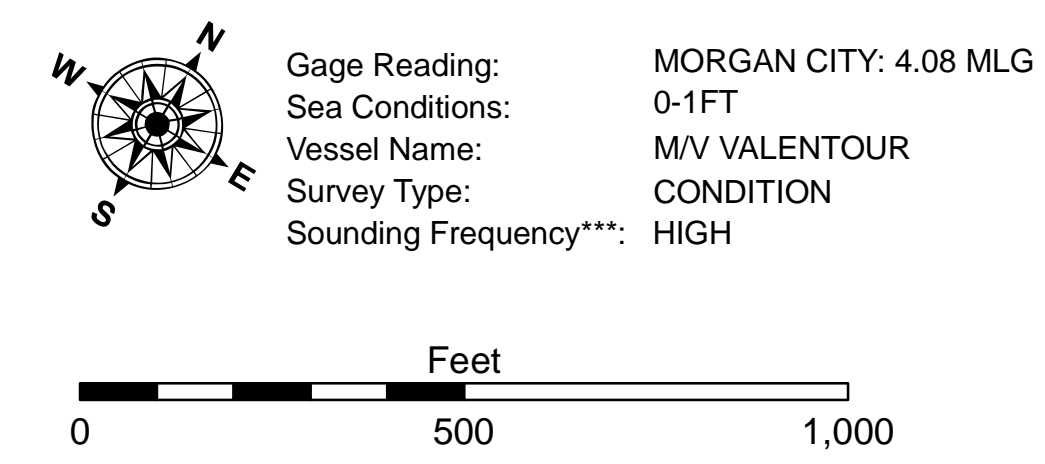 N
W
E
S
Gage Reading: MORGAN CITY: 4.08 MLG
Sea Conditions: 0-1FT
Vessel Name: M/V VALENTOUR
Survey Type: CONDITION
Sounding Frequency***: HIGH
Feet
0 500 1,000